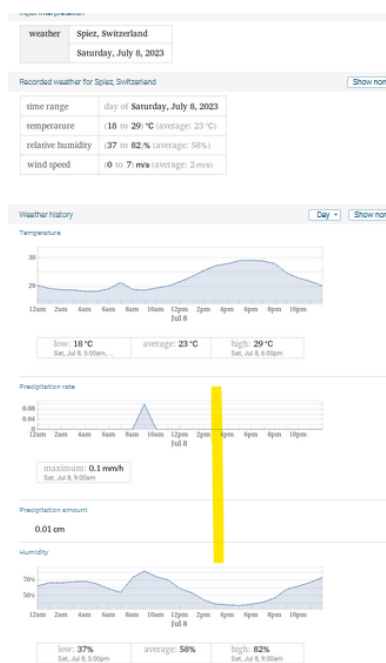 Input interpretation
weather Spiez, Switzerland
Saturday, July 8, 2023
Recorded weather for Spiez, Switzerland Show non
time range day of Saturday, July 8, 2023
temperature (18 to 29) °C (average: 23 °C)
relative humidity (37 to 82)% (average: 58%)
wind speed (0 to 7) m/s (average: 2 m/s)
Weather history Day Show non
Temperature
30
20
12am 2am 4am 6am 8am 10am 12pm 2pm 4pm 6pm 8pm 10pm
Jul 8
low: 18 °C average: 23 °C high: 29 °C
Sat, Jul 8, 5:00am, ... Sat, Jul 8, 6:00pm
Precipitation rate
0.08
0.04
0
12am 2am 4am 6am 8am 10am 12pm 2pm 4pm 6pm 8pm 10pm
Jul 8
maximum: 0.1 mm/h
Sat, Jul 8, 9:00am
Precipitation amount
0.01 cm
Humidity
70%
50%
12am 2am 4am 6am 8am 10am 12pm 2pm 4pm 6pm 8pm 10pm
Jul 8
low: 37% average: 58% high: 82%
Sat, Jul 8, 5:00pm Sat, Jul 8, 9:00am